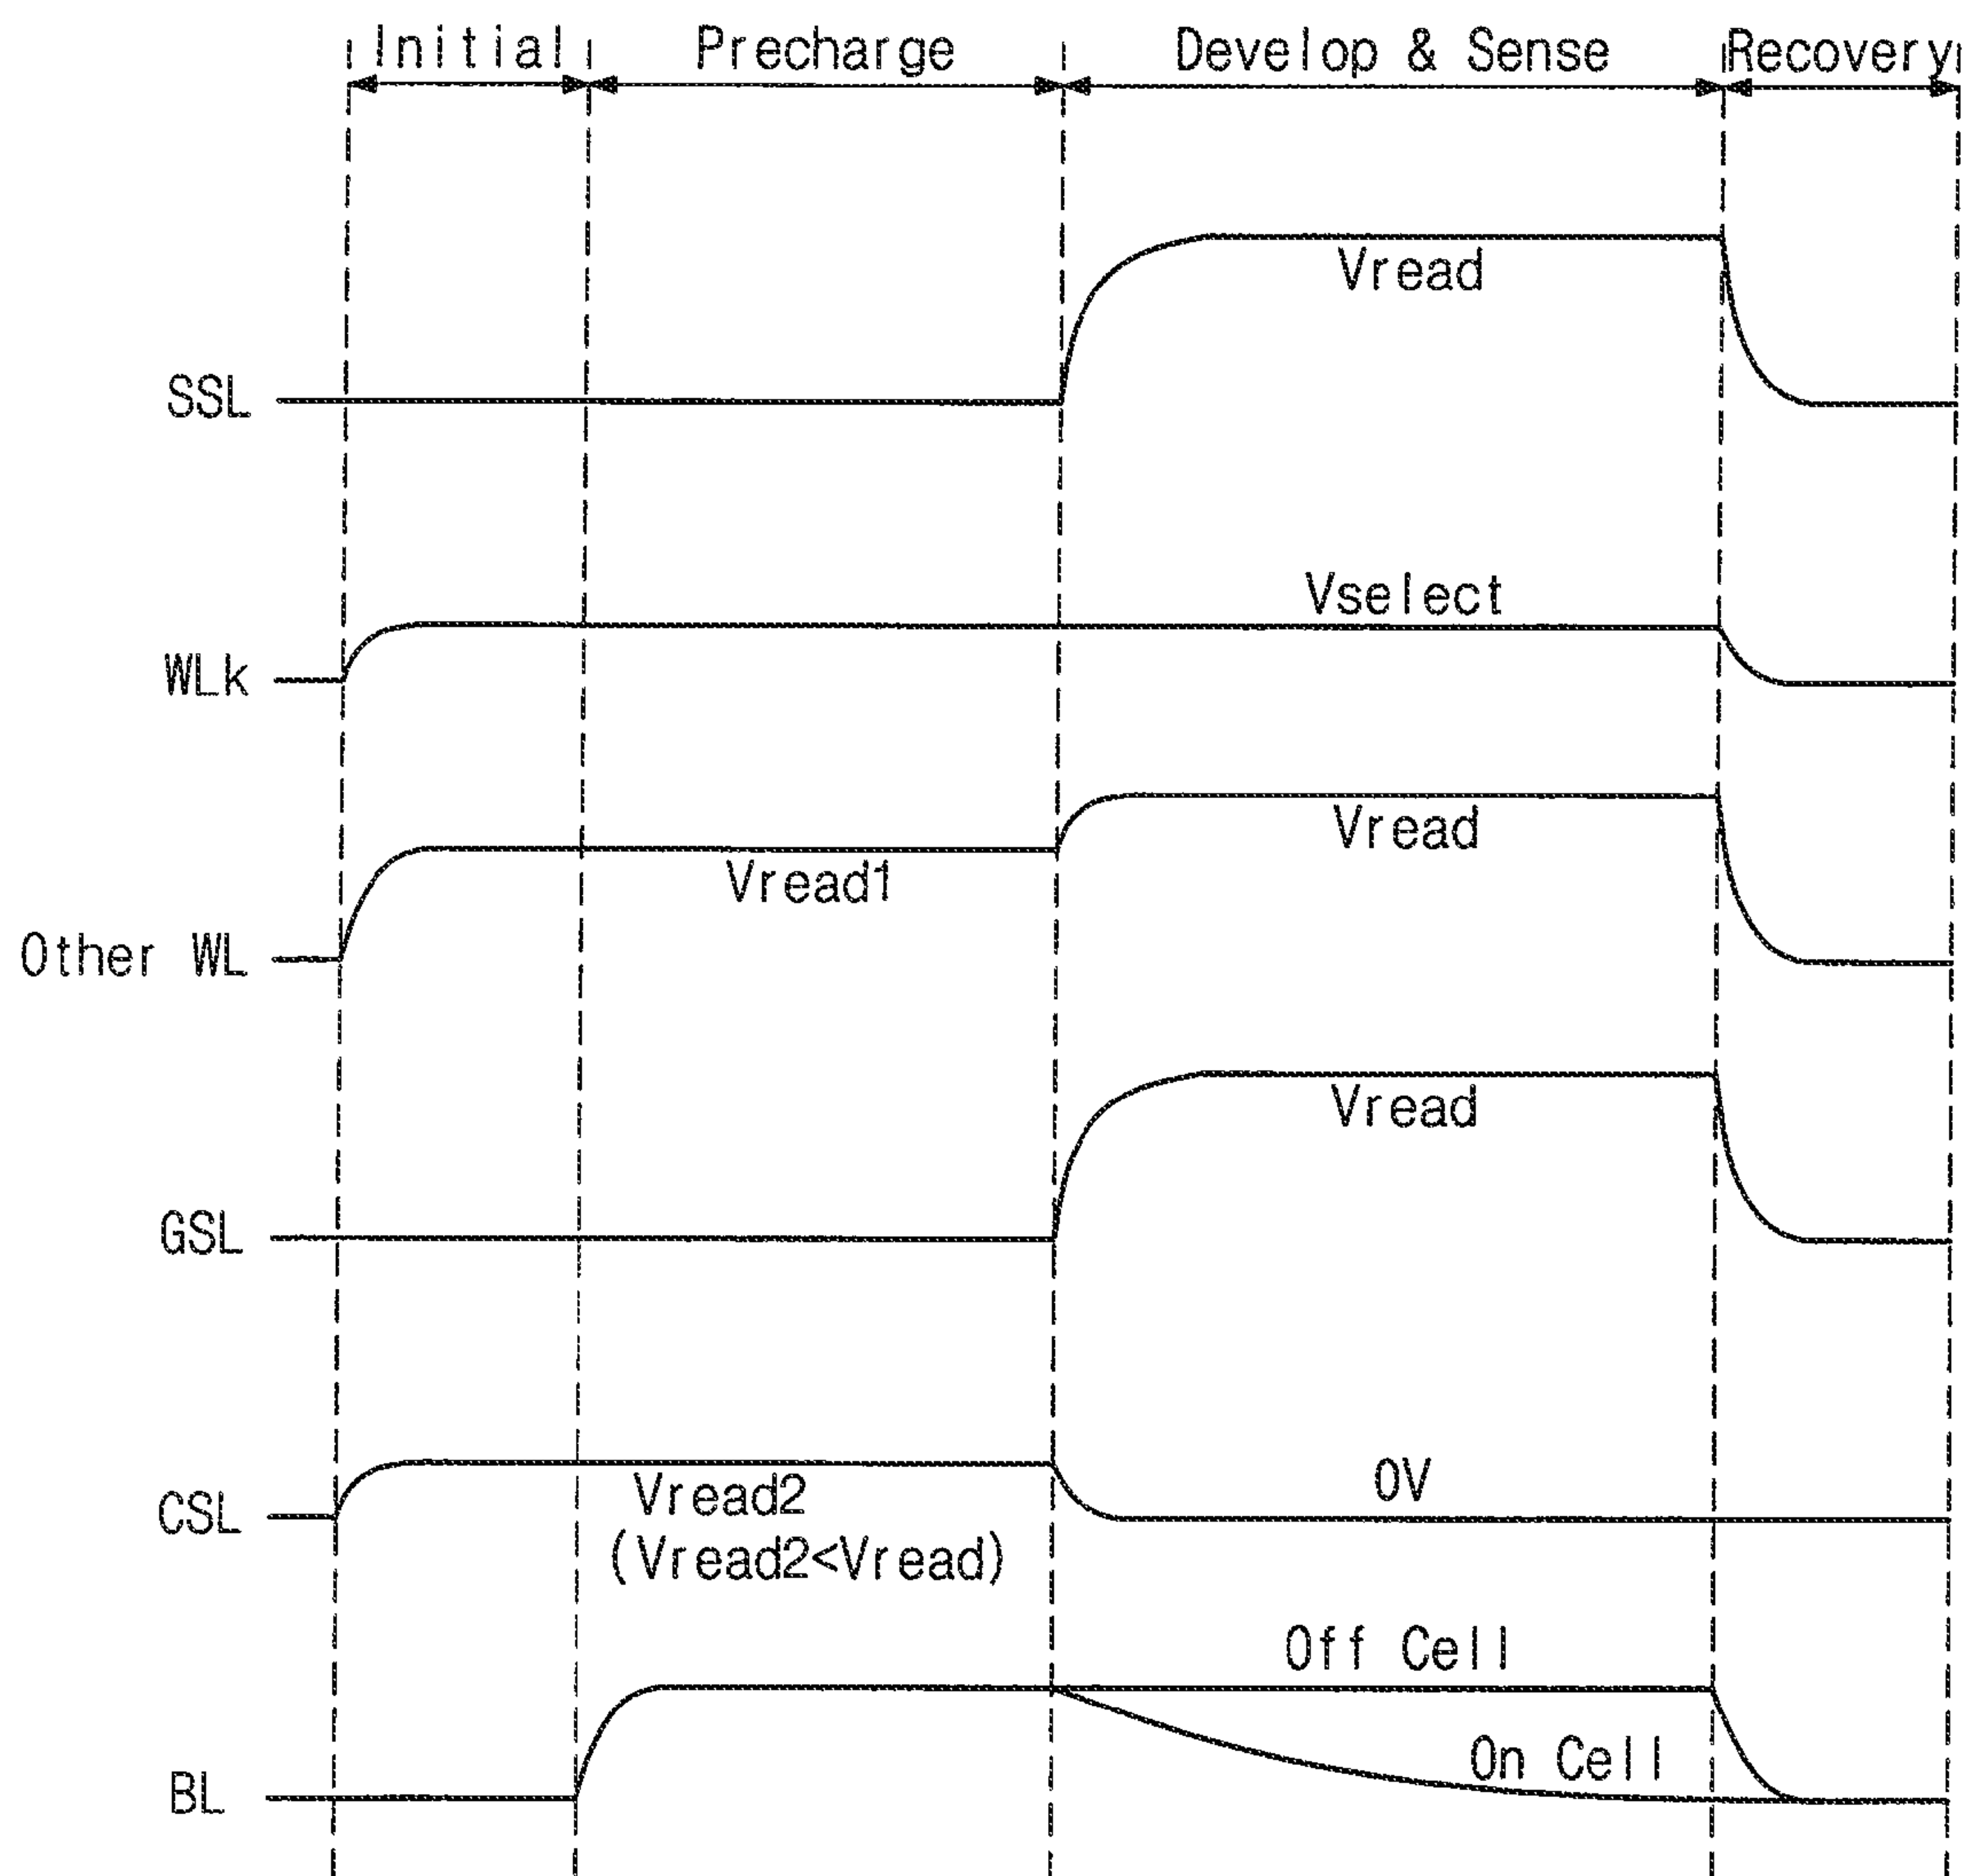 Initial Precharge Develop & Sense Recovery
Vread
SSL
Vselect
WLk
Vread
Vread1
Other WL
Vread
GSL
0V
Vread2
CSL
(Vread2<Vread)
Off Cell
On Cell
BL